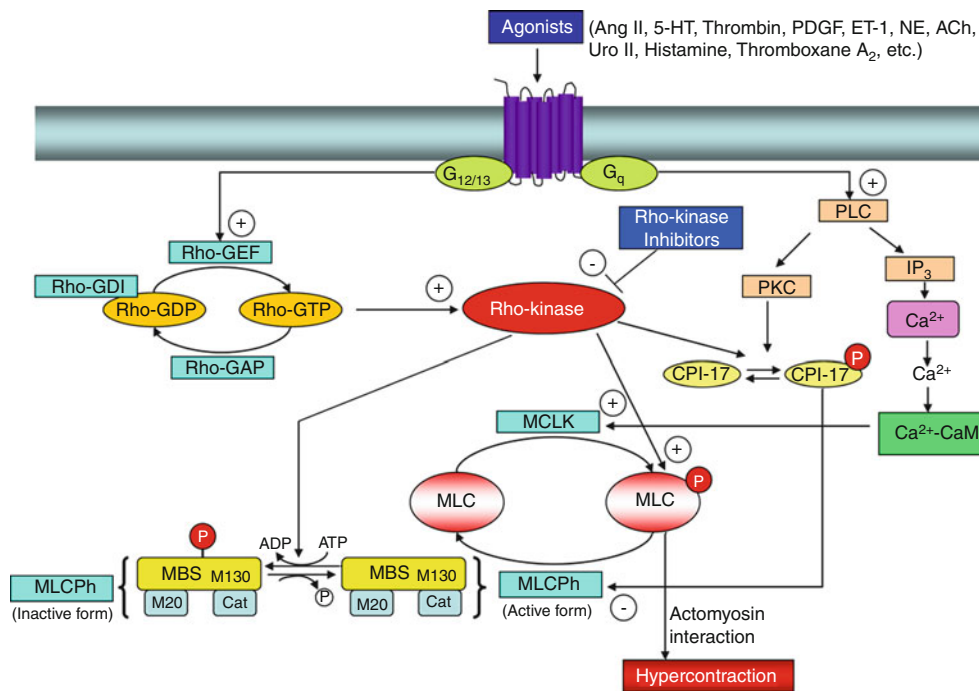 Agonists
(Ang II, 5-HT, Thrombin, PDGF, ET-1, NE, ACh,
Uro II, Histamine, Thromboxane A₂, etc.)
G₁₂/₁₃
Gq
+
+
PLC
Rho-kinase
Inhibitors
Rho-GEF
-
Rho-GDI
PKC
IP₃
Rho-GDP
Rho-GTP
+
Rho-kinase
Ca²⁺
Rho-GAP
P
CPI-17
CPI-17
Ca²⁺
+
MCLK
Ca²⁺-CaM
+
P
MLC
MLC
P
ADP
ATP
MLCPh
(Inactive form)
MBS M130
M20
Cat
P
MBS M130
M20
Cat
MLCPh
(Active form)
-
Actomyosin
interaction
Hypercontraction